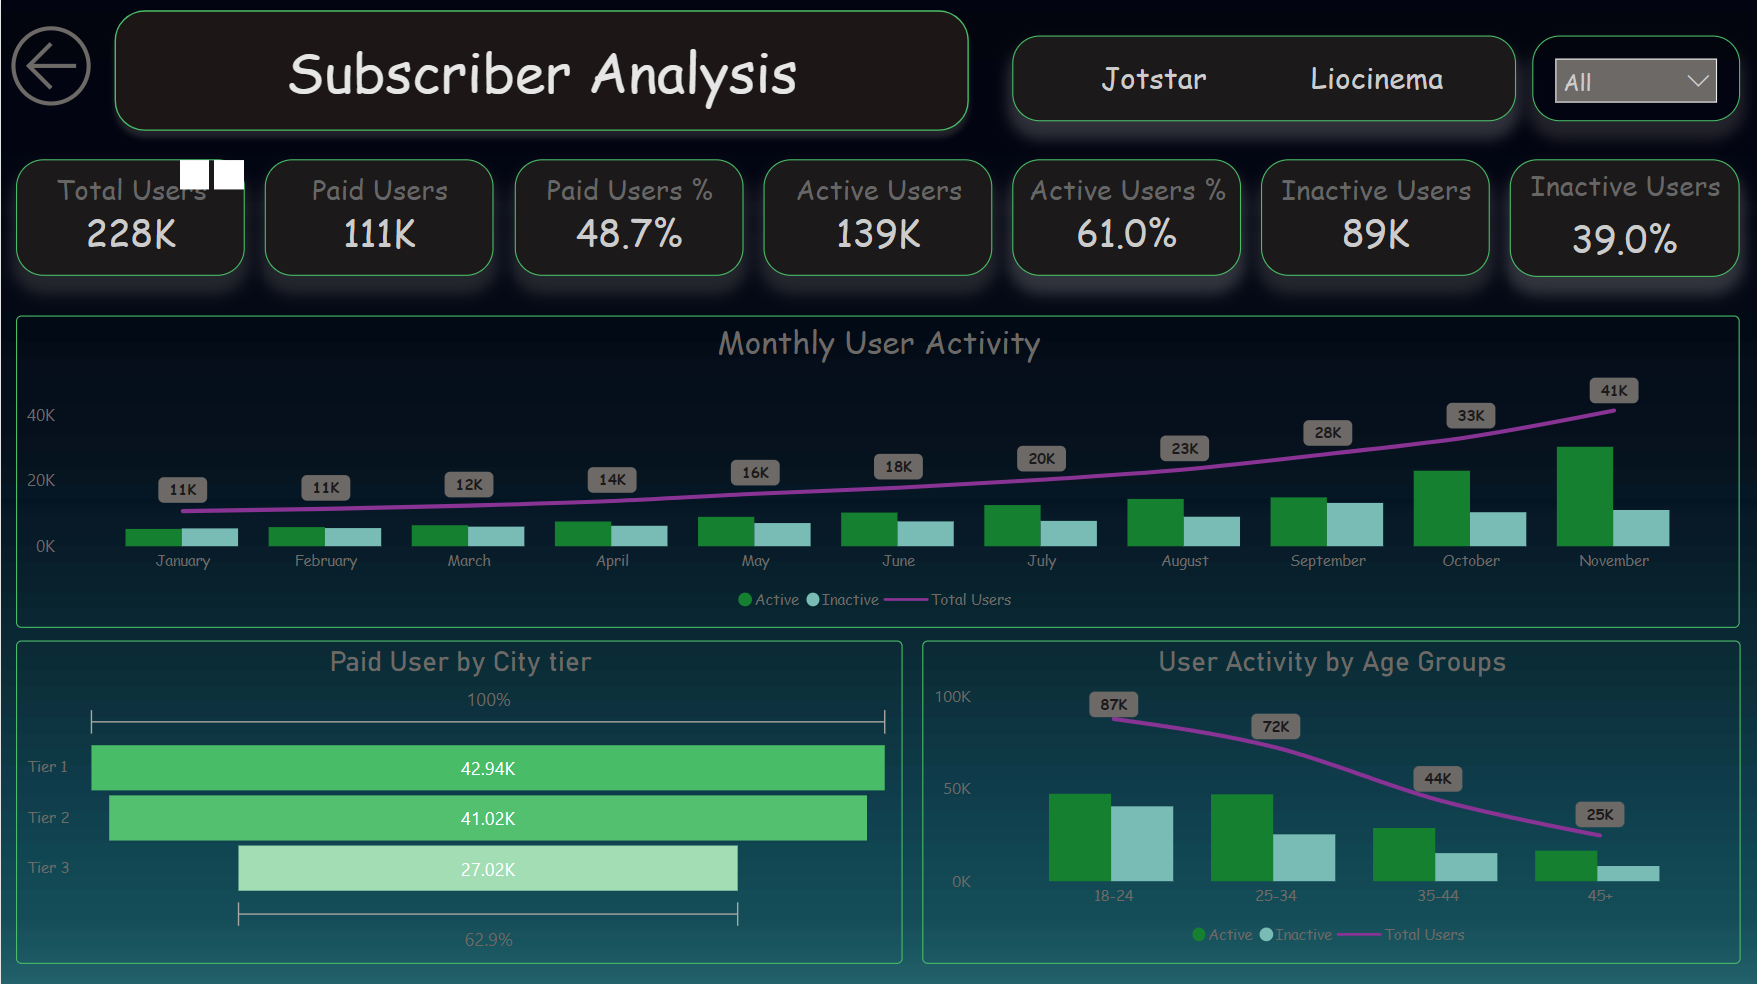 Subscriber Analysis
Jotstar
Liocinema
All
Total Users
228K
Paid Users
111K
Paid Users %
48.7%
Active Users
139K
Active Users %
61.0%
Inactive Users
89K
Inactive Users
39.0%
Monthly User Activity
40K
20K
0K
11K
11K
12K
14K
16K
18K
20K
23K
28K
33K
41K
January February March April May June July August September October November
Active Inactive Total Users
Paid User by City tier
100%
Tier 1 42.94K
Tier 2 41.02K
Tier 3 27.02K
62.9%
User Activity by Age Groups
100K
50K
0K
87K
72K
44K
25K
18-24 25-34 35-44 45+
Active Inactive Total Users